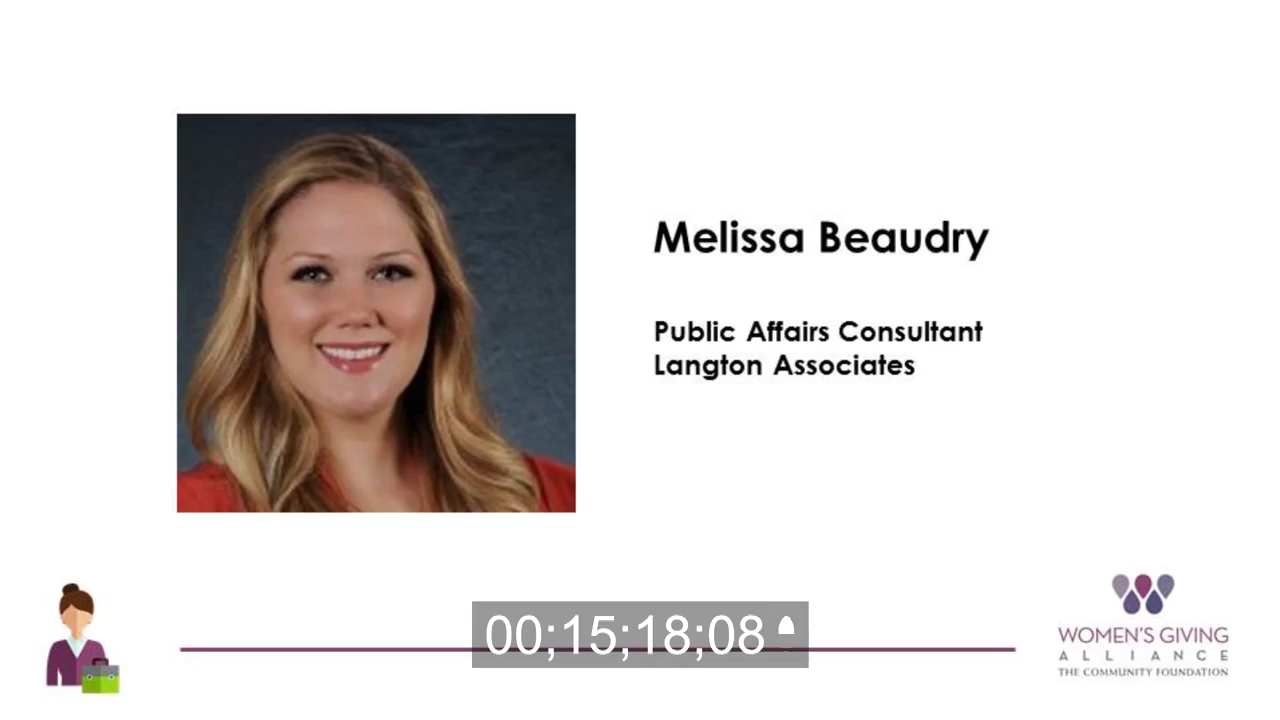 Melissa Beaudry
Public Affairs Consultant
Langton Associates
00;15;18;08
WOMEN'S GIVING
ALLIANCE
THE COMMUNITY FOUNDATION